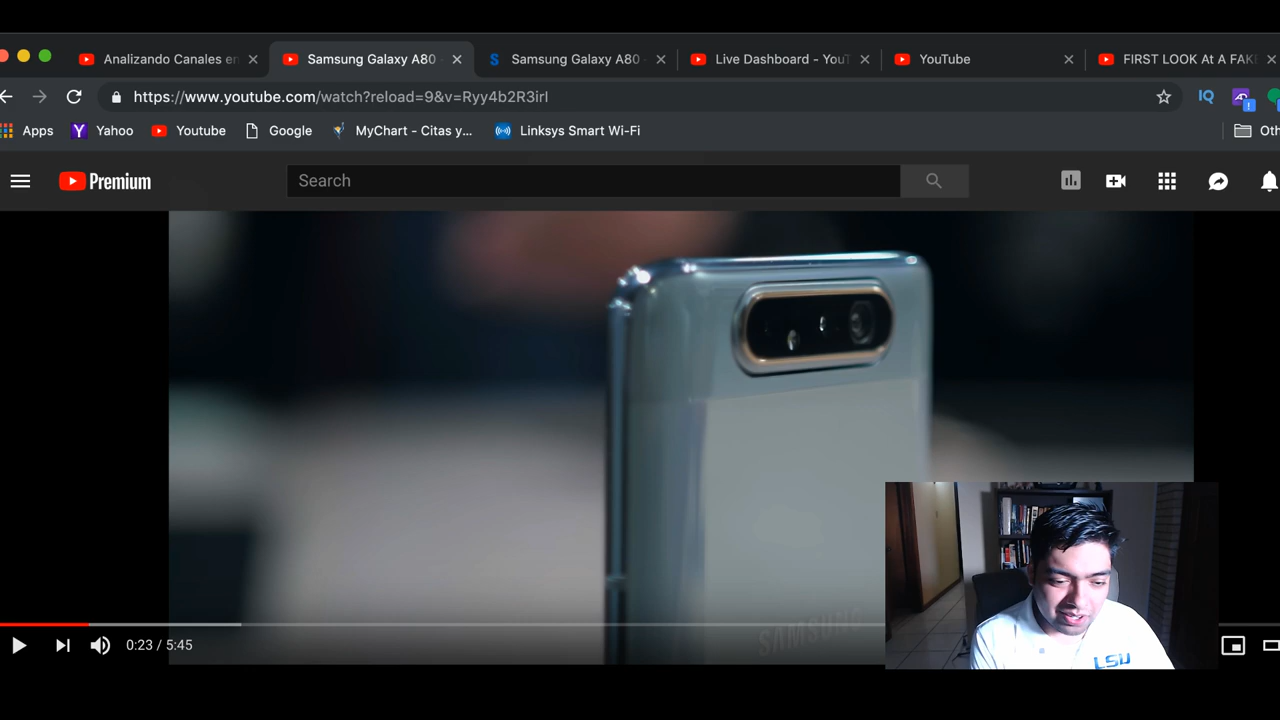 Analizando Canales en
Samsung Galaxy A80
Samsung Galaxy A80
Live Dashboard - YouT
YouTube
FIRST LOOK At A FAKE
https://www.youtube.com/watch?reload=9&v=Ryy4b2R3irI
IQ
Apps
Yahoo
Youtube
Google
MyChart - Citas y...
Linksys Smart Wi-Fi
Oth
Premium
Search
SAMSUNG
LSU
0:23 / 5:45